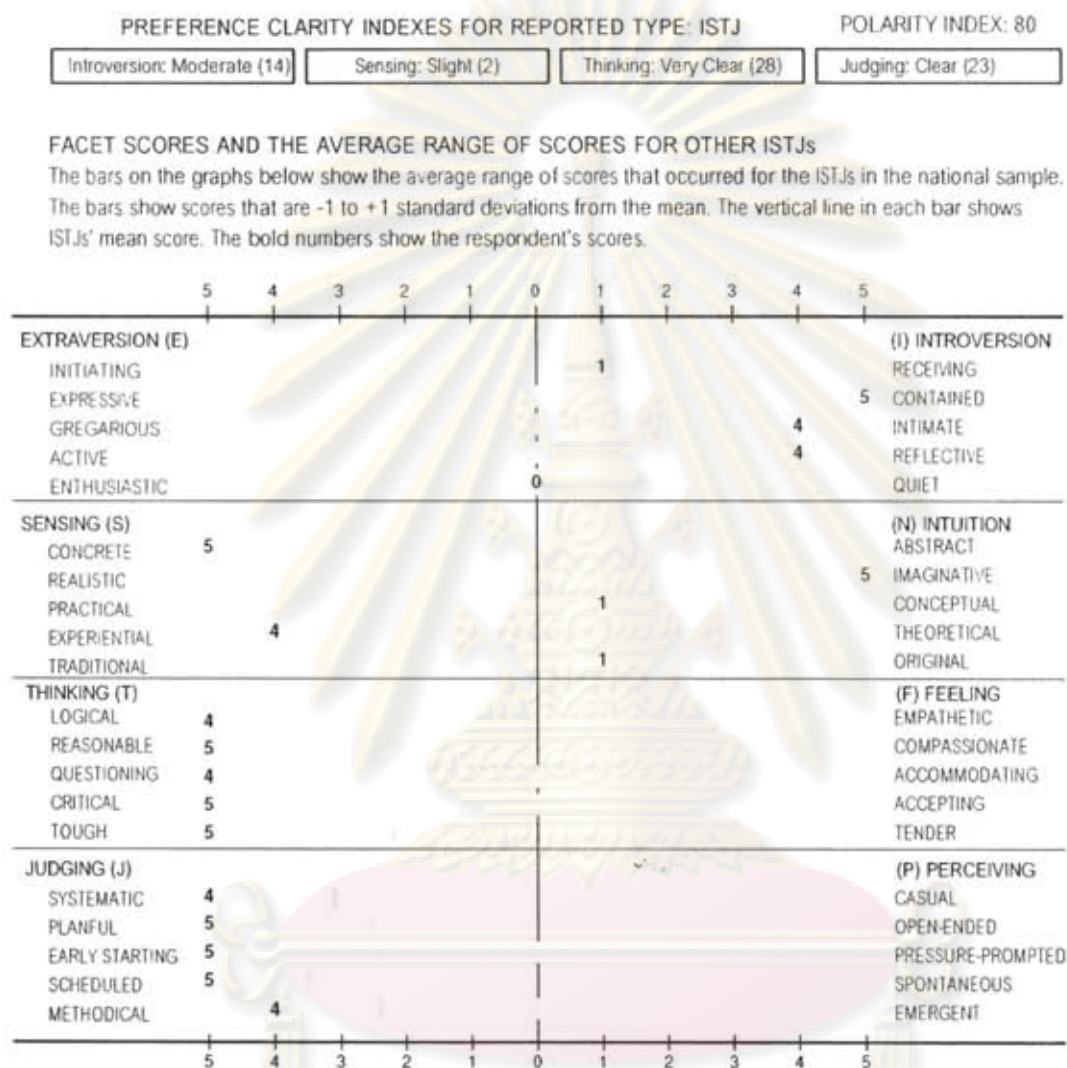 PREFERENCE CLARITY INDEXES FOR REPORTED TYPE: ISTJ POLARITY INDEX: 80
Introversion: Moderate (14) Sensing: Slight (2) Thinking: Very Clear (28) Judging: Clear (23)
FACET SCORES AND THE AVERAGE RANGE OF SCORES FOR OTHER ISTJs
The bars on the graphs below show the average range of scores that occurred for the ISTJs in the national sample.
The bars show scores that are -1 to +1 standard deviations from the mean. The vertical line in each bar shows
ISTJs' mean score. The bold numbers show the respondent's scores.
5 4 3 2 1 0 1 2 3 4 5
EXTRAVERSION (E) (I) INTROVERSION
INITIATING 1 RECEIVING
EXPRESSIVE 5 CONTAINED
GREGARIOUS 4 INTIMATE
ACTIVE 4 REFLECTIVE
ENTHUSIASTIC 0 QUIET
SENSING (S) (N) INTUITION
CONCRETE 5 ABSTRACT
REALISTIC 5 IMAGINATIVE
PRACTICAL 1 CONCEPTUAL
EXPERIENTIAL 4 THEORETICAL
TRADITIONAL 1 ORIGINAL
THINKING (T) (F) FEELING
LOGICAL 4 EMPATHETIC
REASONABLE 5 COMPASSIONATE
QUESTIONING 4 ACCOMMODATING
CRITICAL 5 ACCEPTING
TOUGH 5 TENDER
JUDGING (J) (P) PERCEIVING
SYSTEMATIC 4 CASUAL
PLANFUL 5 OPEN-ENDED
EARLY STARTING 5 PRESSURE-PROMPTED
SCHEDULED 5 SPONTANEOUS
METHODICAL 4 EMERGENT
5 4 3 2 1 0 1 2 3 4 5